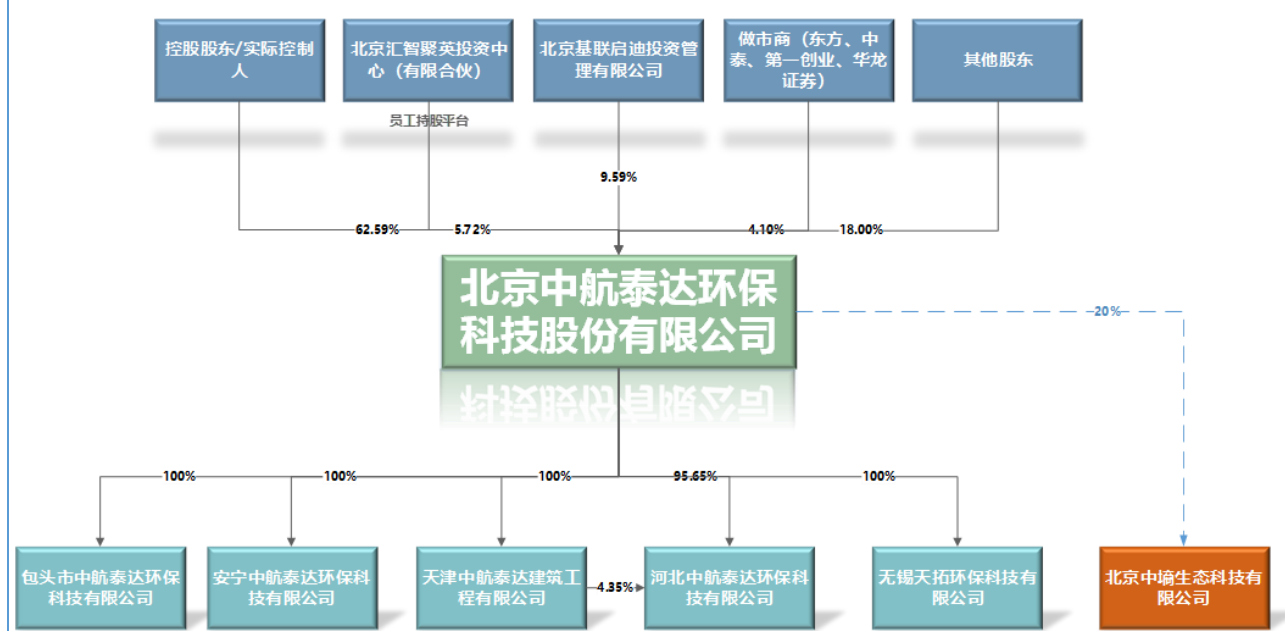 控股股东/实际控制
人
北京汇智聚英投资中
心（有限合伙）
北京基联启迪投资管
理有限公司
做市商（东方、中
泰、第一创业、华龙
证券）
其他股东
员工持股平台
9.59%
62.59%
5.72%
4.10%
18.00%
北京中航泰达环保
科技股份有限公司
20%
100%
100%
100%
95.65%
100%
包头市中航泰达环保
科技有限公司
安宁中航泰达环保科
技有限公司
天津中航泰达建筑工
程有限公司
4.35%
河北中航泰达环保科
技有限公司
无锡天拓环保科技有
限公司
北京中墒生态科技有
限公司